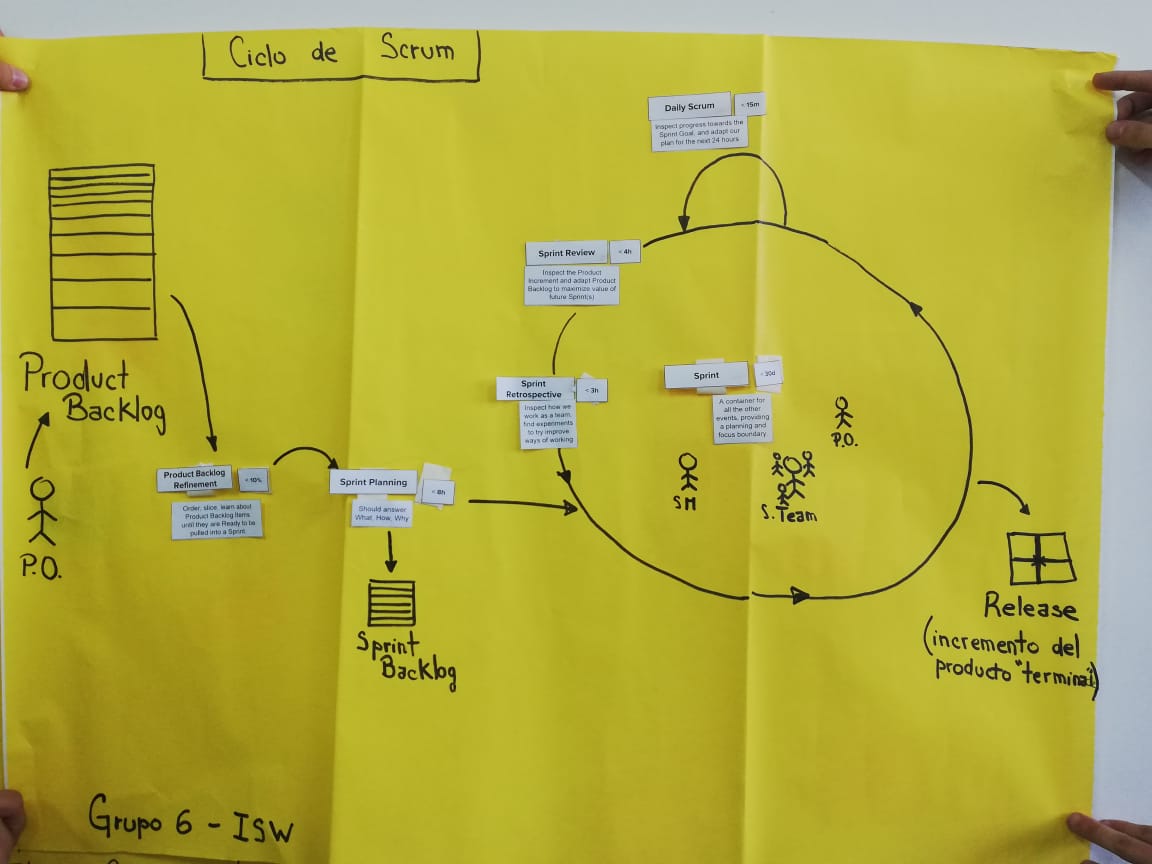 Ciclo de Scrum
Daily Scrum
< 15m
Inspect progress towards the
Sprint Goal, and adapt our
plan for the next 24 hours
Sprint Review
< 4h
Inspect the Product
Increment and adapt Product
Backlog to maximize value of
future Sprint(s)
Product
Backlog
P.O.
Product Backlog
Refinement
< 10%
Order, slice, learn about
Product Backlog Items
until they are Ready to be
pulled into a Sprint
Sprint Planning
< 8h
Should answer
What, How, Why
Sprint
Backlog
Sprint
Retrospective
< 3h
Inspect how we
work as a team,
find experiments
to try improve
ways of working
Sprint
< 30d
A container for
all the other
events, providing
a planning and
focus boundary
P.O.
SM
S. Team
Release
(incremento del
producto "terminal")
Grupo 6 - ISW